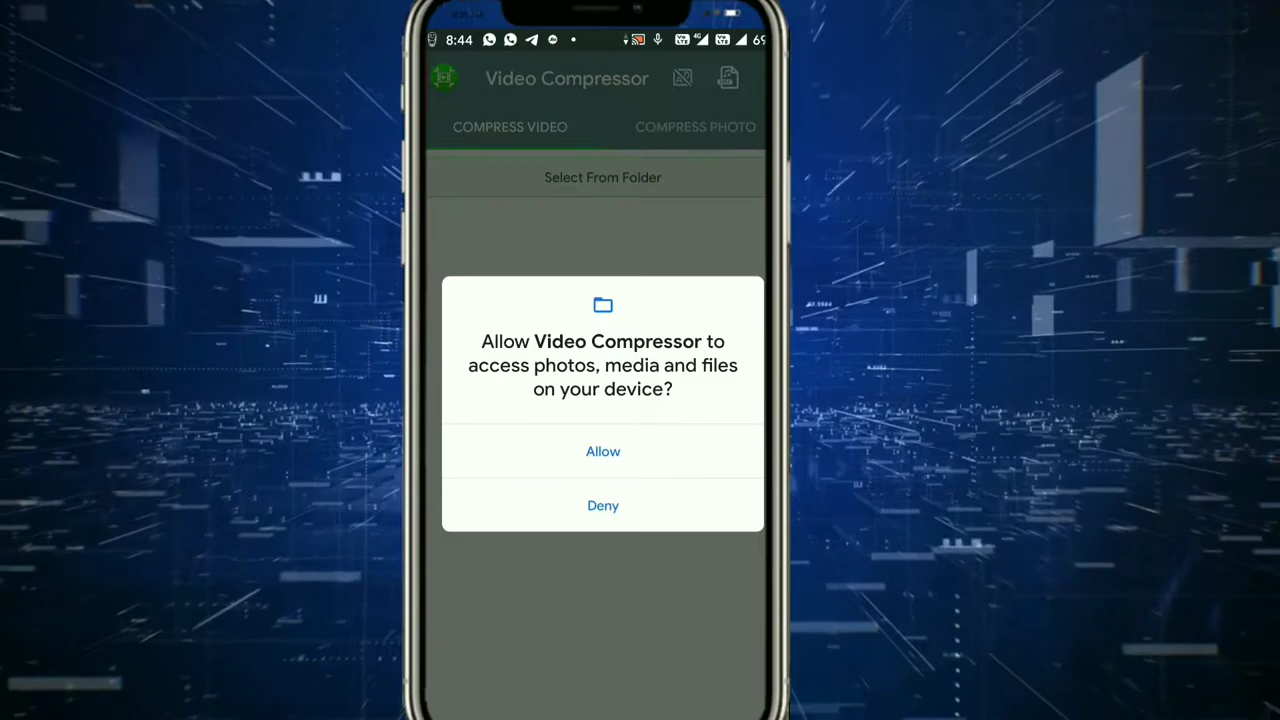 8:44
69
Video Compressor
COMPRESS VIDEO
COMPRESS PHOTO
Select From Folder
Allow Video Compressor to
access photos, media and files
on your device?
Allow
Deny